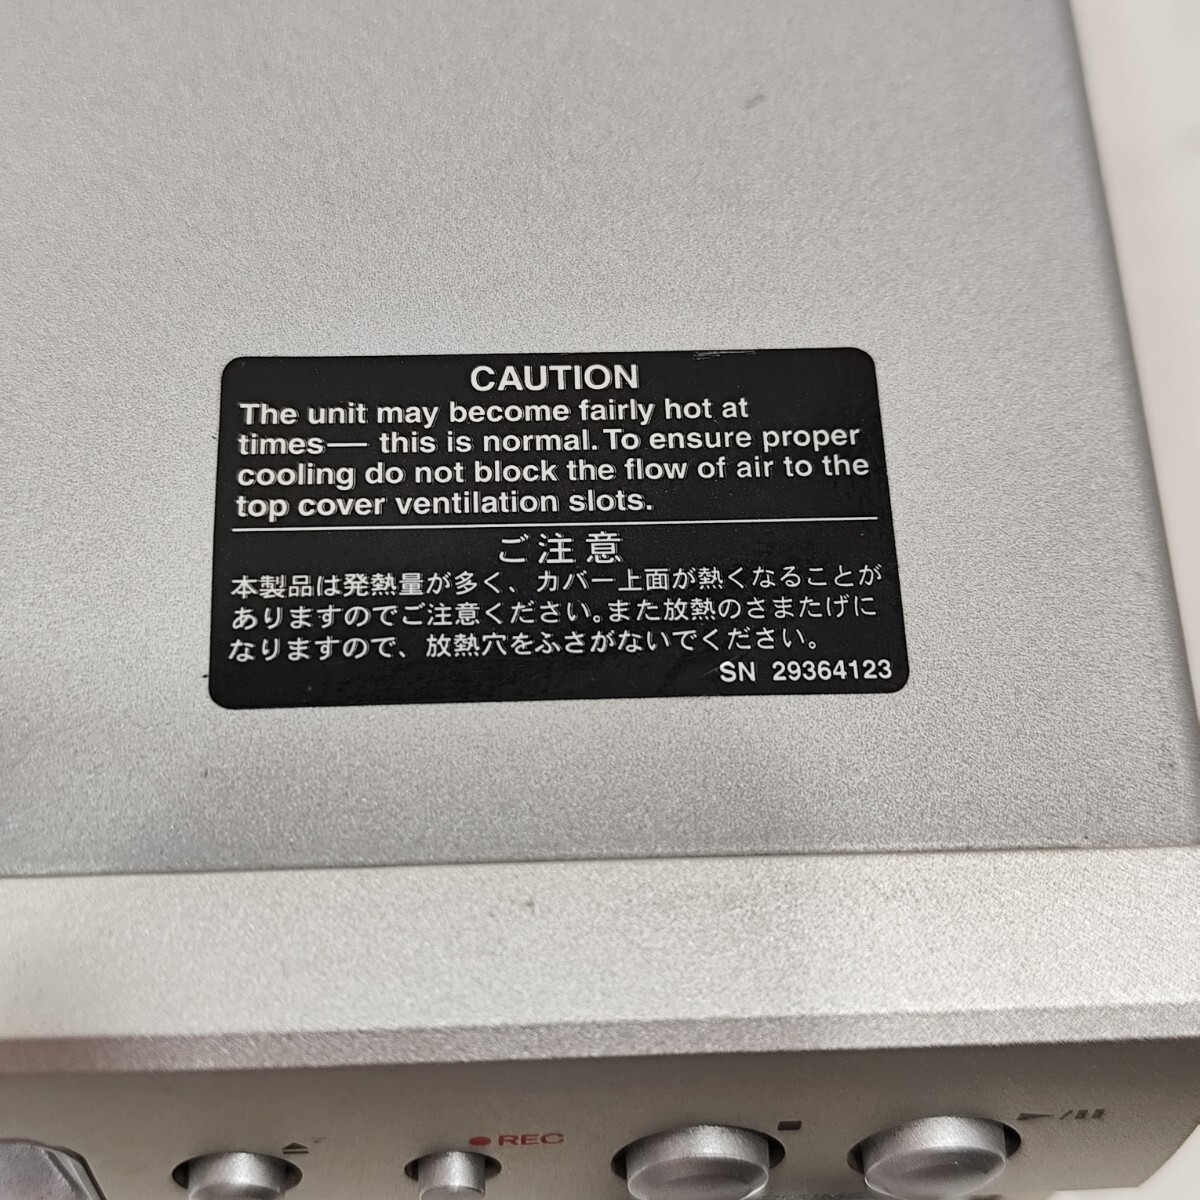 CAUTION
The unit may become fairly hot at
times— this is normal. To ensure proper
cooling do not block the flow of air to the
top cover ventilation slots.
ご注意
本製品は発熱量が多く、カバー上面が熱くなることが
ありますのでご注意ください。また放熱のさまたげに
なりますので、放熱穴をふさがないでください。
SN 29364123
REC